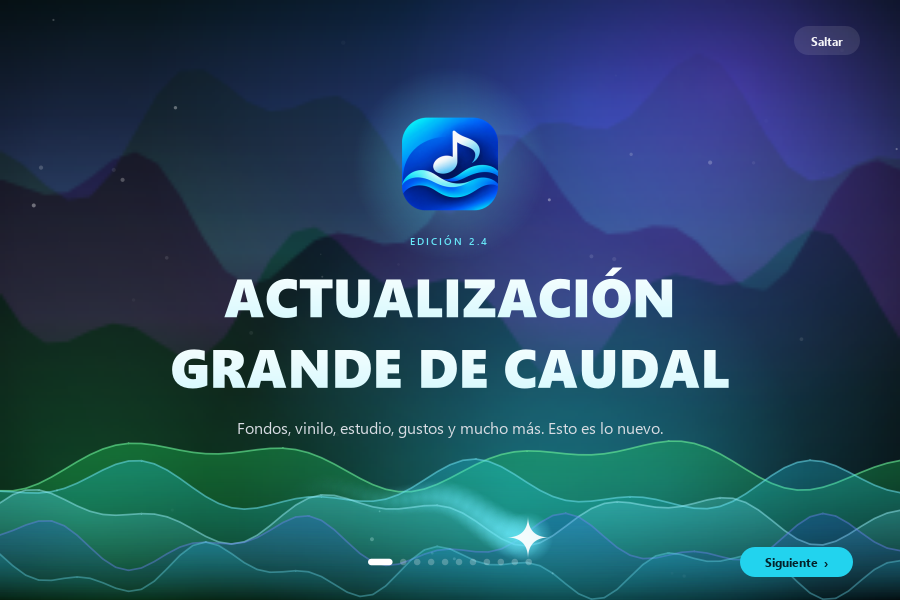 Saltar
EDICIÓN 2.4
ACTUALIZACIÓN
GRANDE DE CAUDAL
Fondos, vinilo, estudio, gustos y mucho más. Esto es lo nuevo.
Siguiente ›